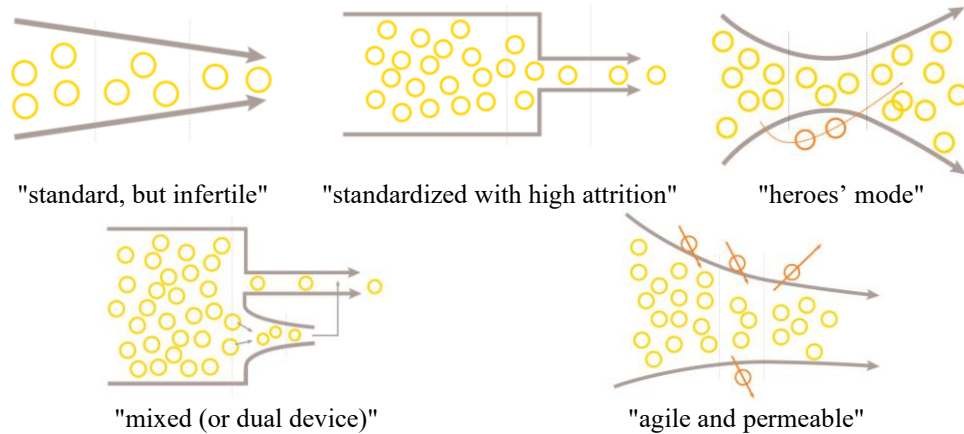 "standard, but infertile"
"standardized with high attrition"
"heroes’ mode"
"mixed (or dual device)"
"agile and permeable"